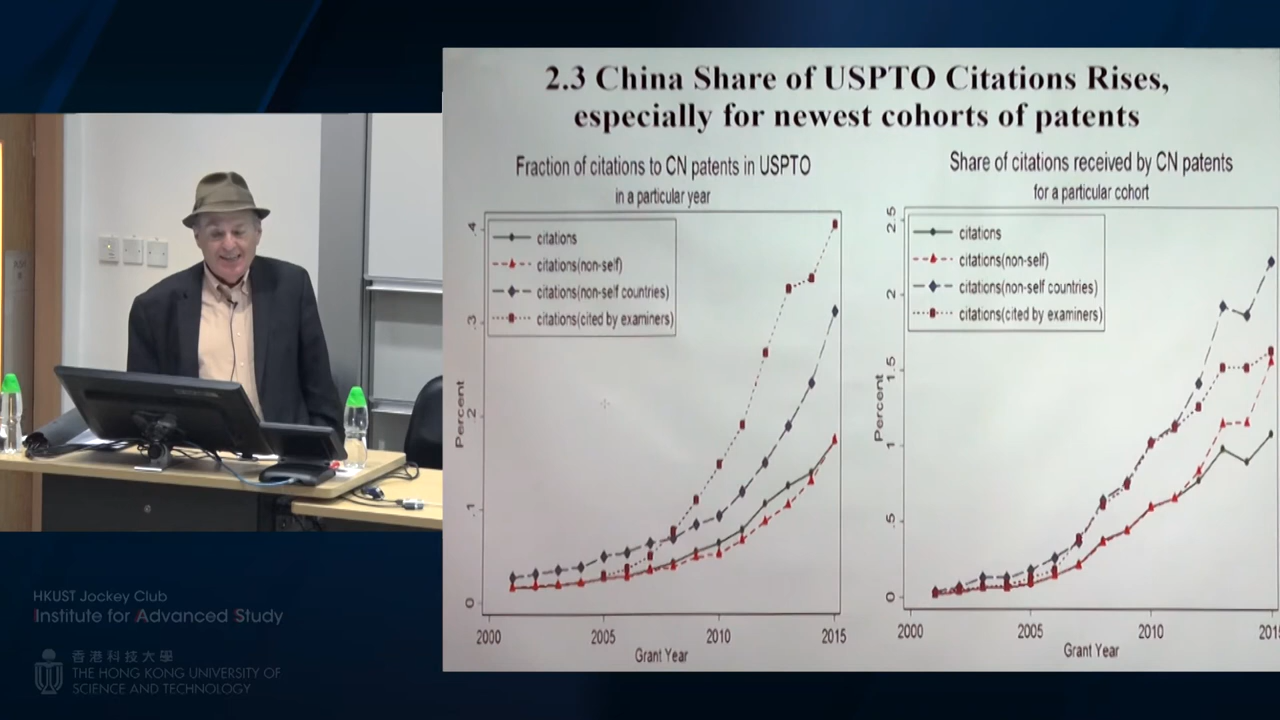 2.3 China Share of USPTO Citations Rises,
especially for newest cohorts of patents
Fraction of citations to CN patents in USPTO
in a particular year
.4
.3
.2
.1
0
Percent
citations
citations(non-self)
citations(non-self countries)
citations(cited by examiners)
2000
2005
2010
2015
Grant Year
Share of citations received by CN patents
for a particular cohort
2.5
2
1.5
1
.5
0
Percent
citations
citations(non-self)
citations(non-self countries)
citations(cited by examiners)
2000
2005
2010
2015
Grant Year
HKUST Jockey Club
Institute for Advanced Study
香港科技大學
THE HONG KONG UNIVERSITY OF
SCIENCE AND TECHNOLOGY